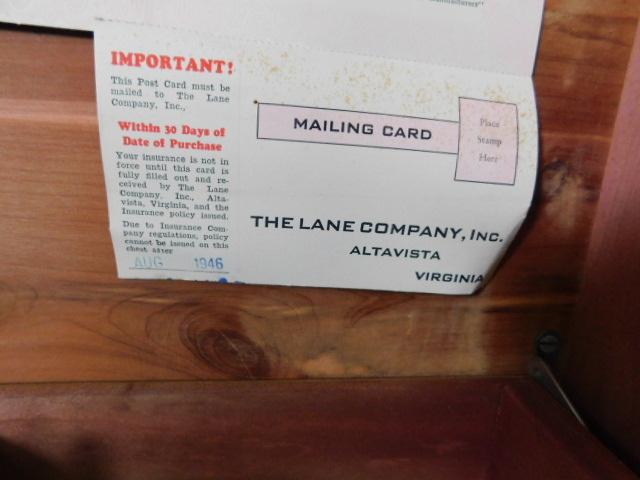 IMPORTANT!
This Post Card must be
mailed to The Lane
Company, Inc.,
Within 30 Days of
Date of Purchase
Your insurance is not in
force until this card is
fully filled out and re-
ceived by The Lane
Company, Inc., Alta-
vista, Virginia, and the
Insurance policy issued.
Due to Insurance Com-
pany regulations, policy
cannot be issued on this
chest after
AUG 1946
MAILING CARD
Place
Stamp
Here
THE LANE COMPANY, INC.
ALTAVISTA
VIRGINIA